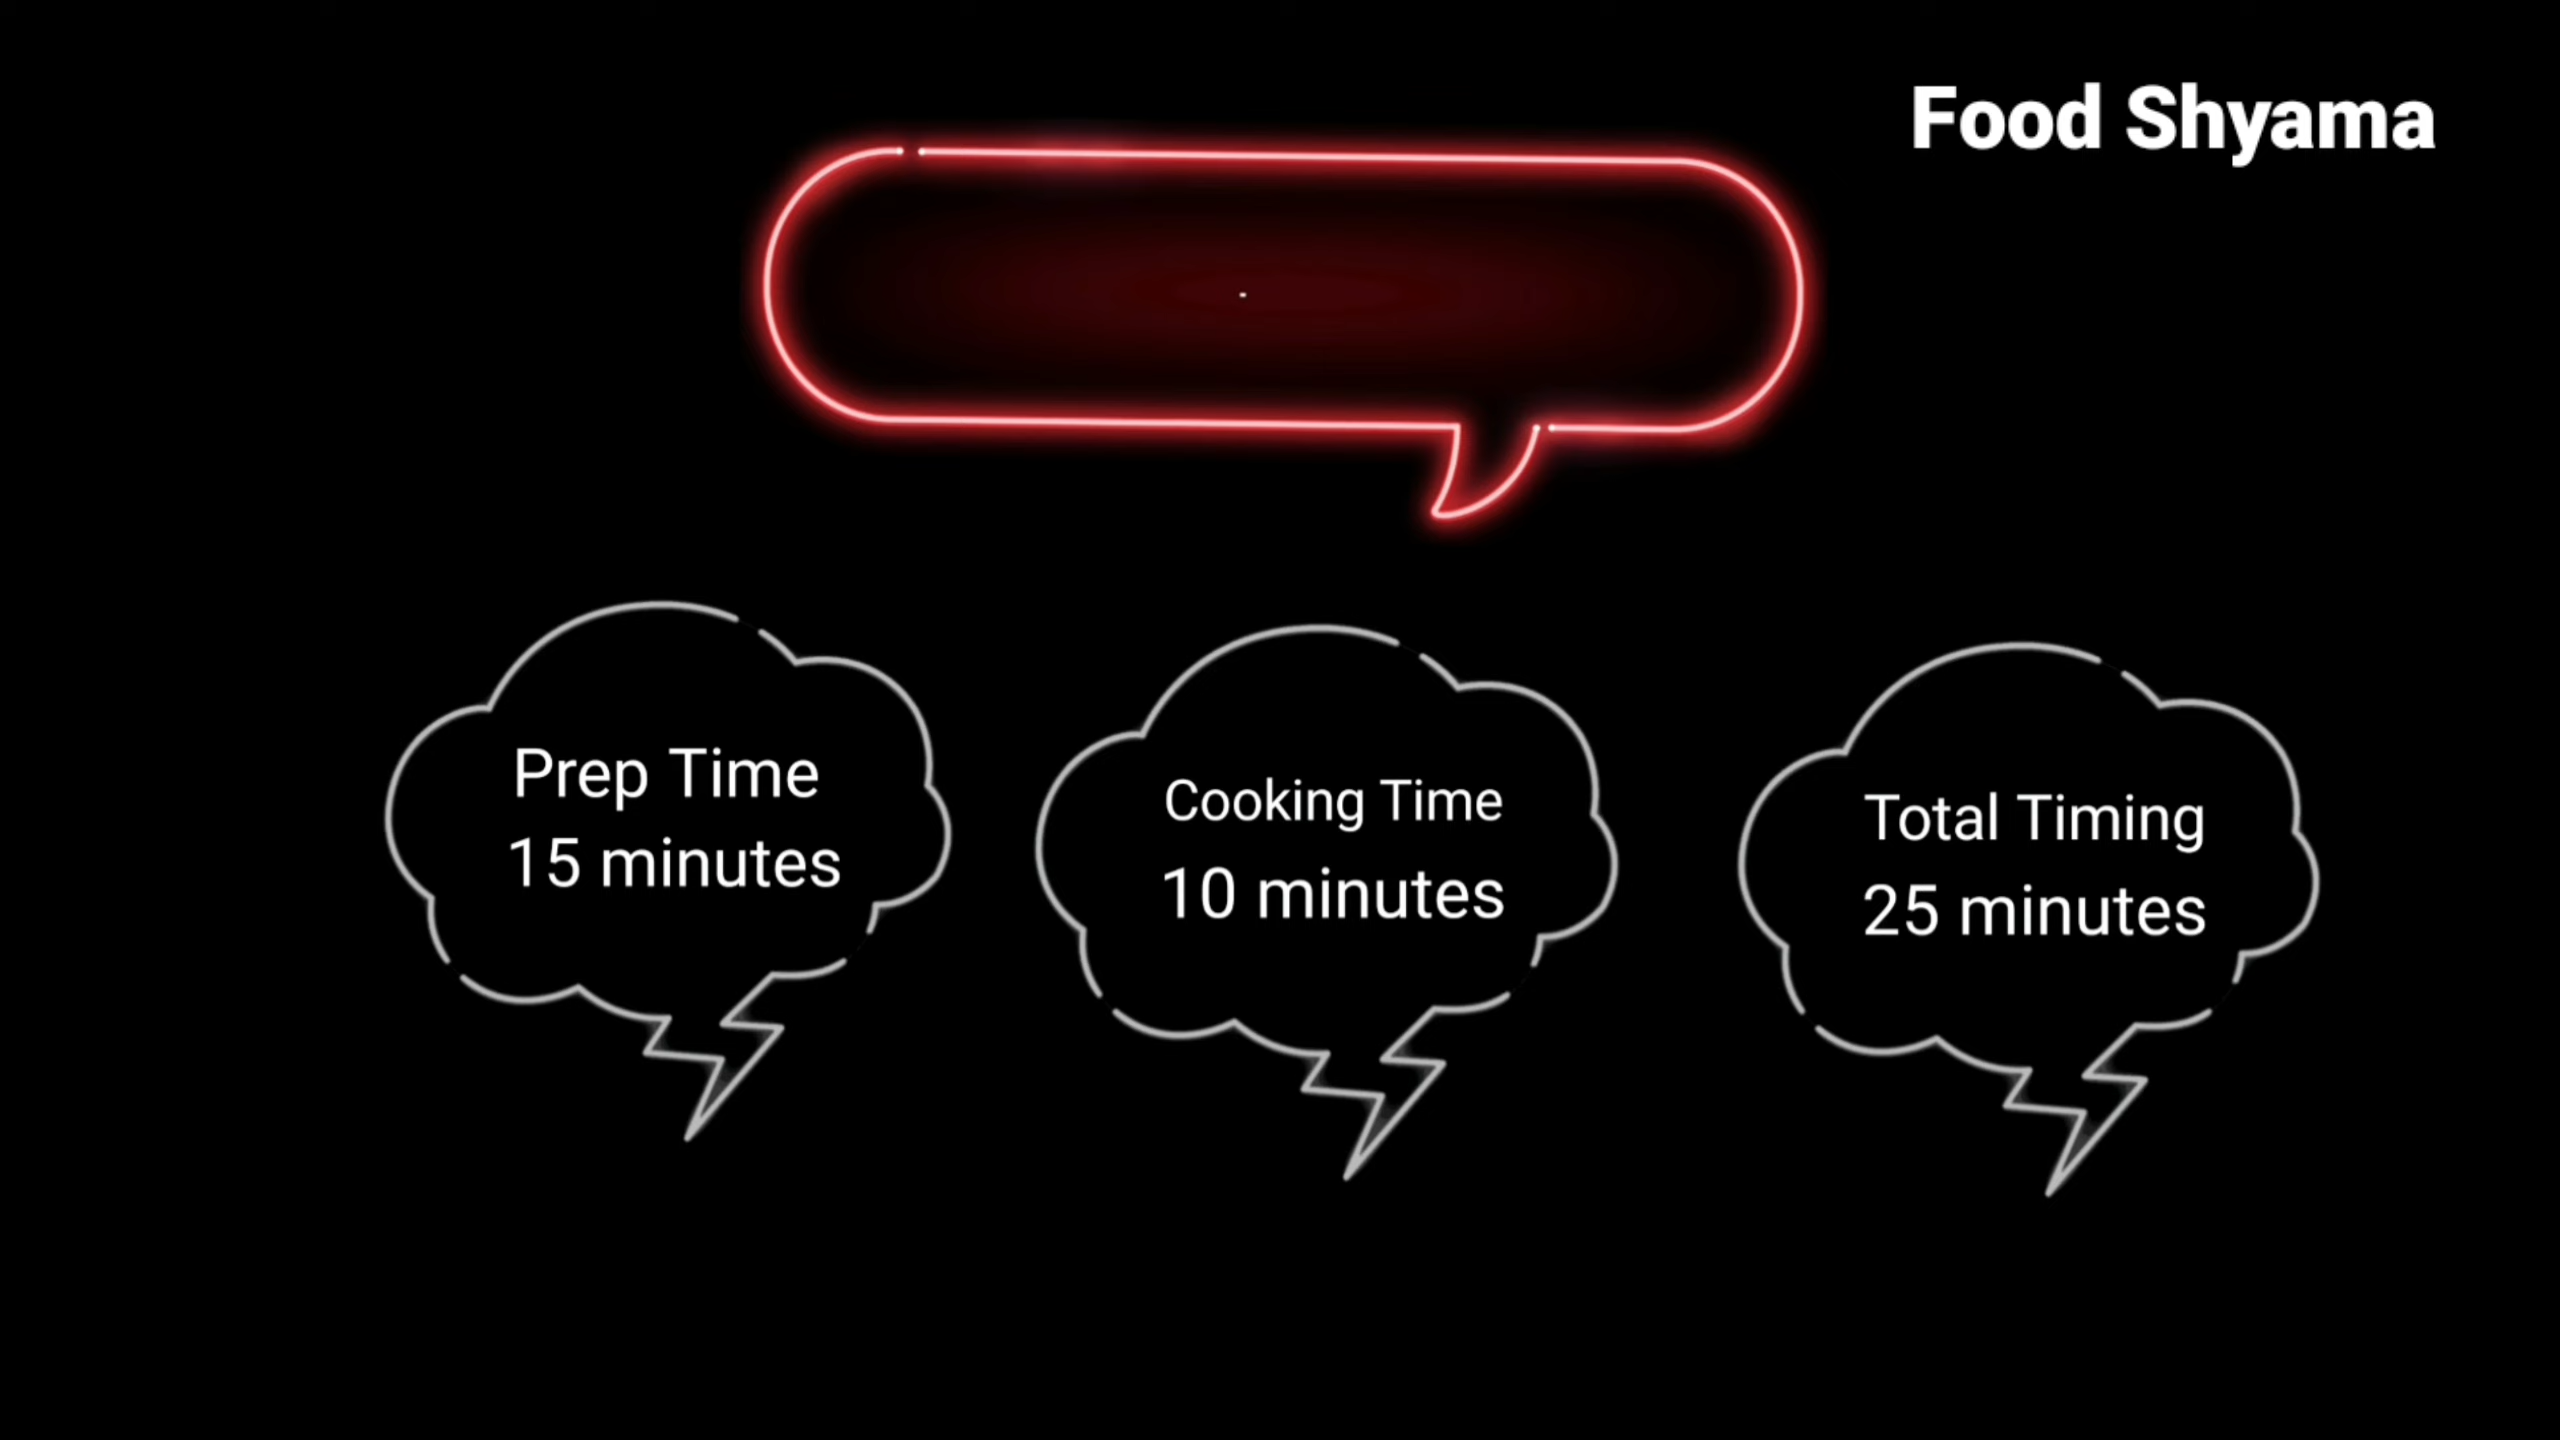 Food Shyama
Prep Time
15 minutes
Cooking Time
10 minutes
Total Timing
25 minutes